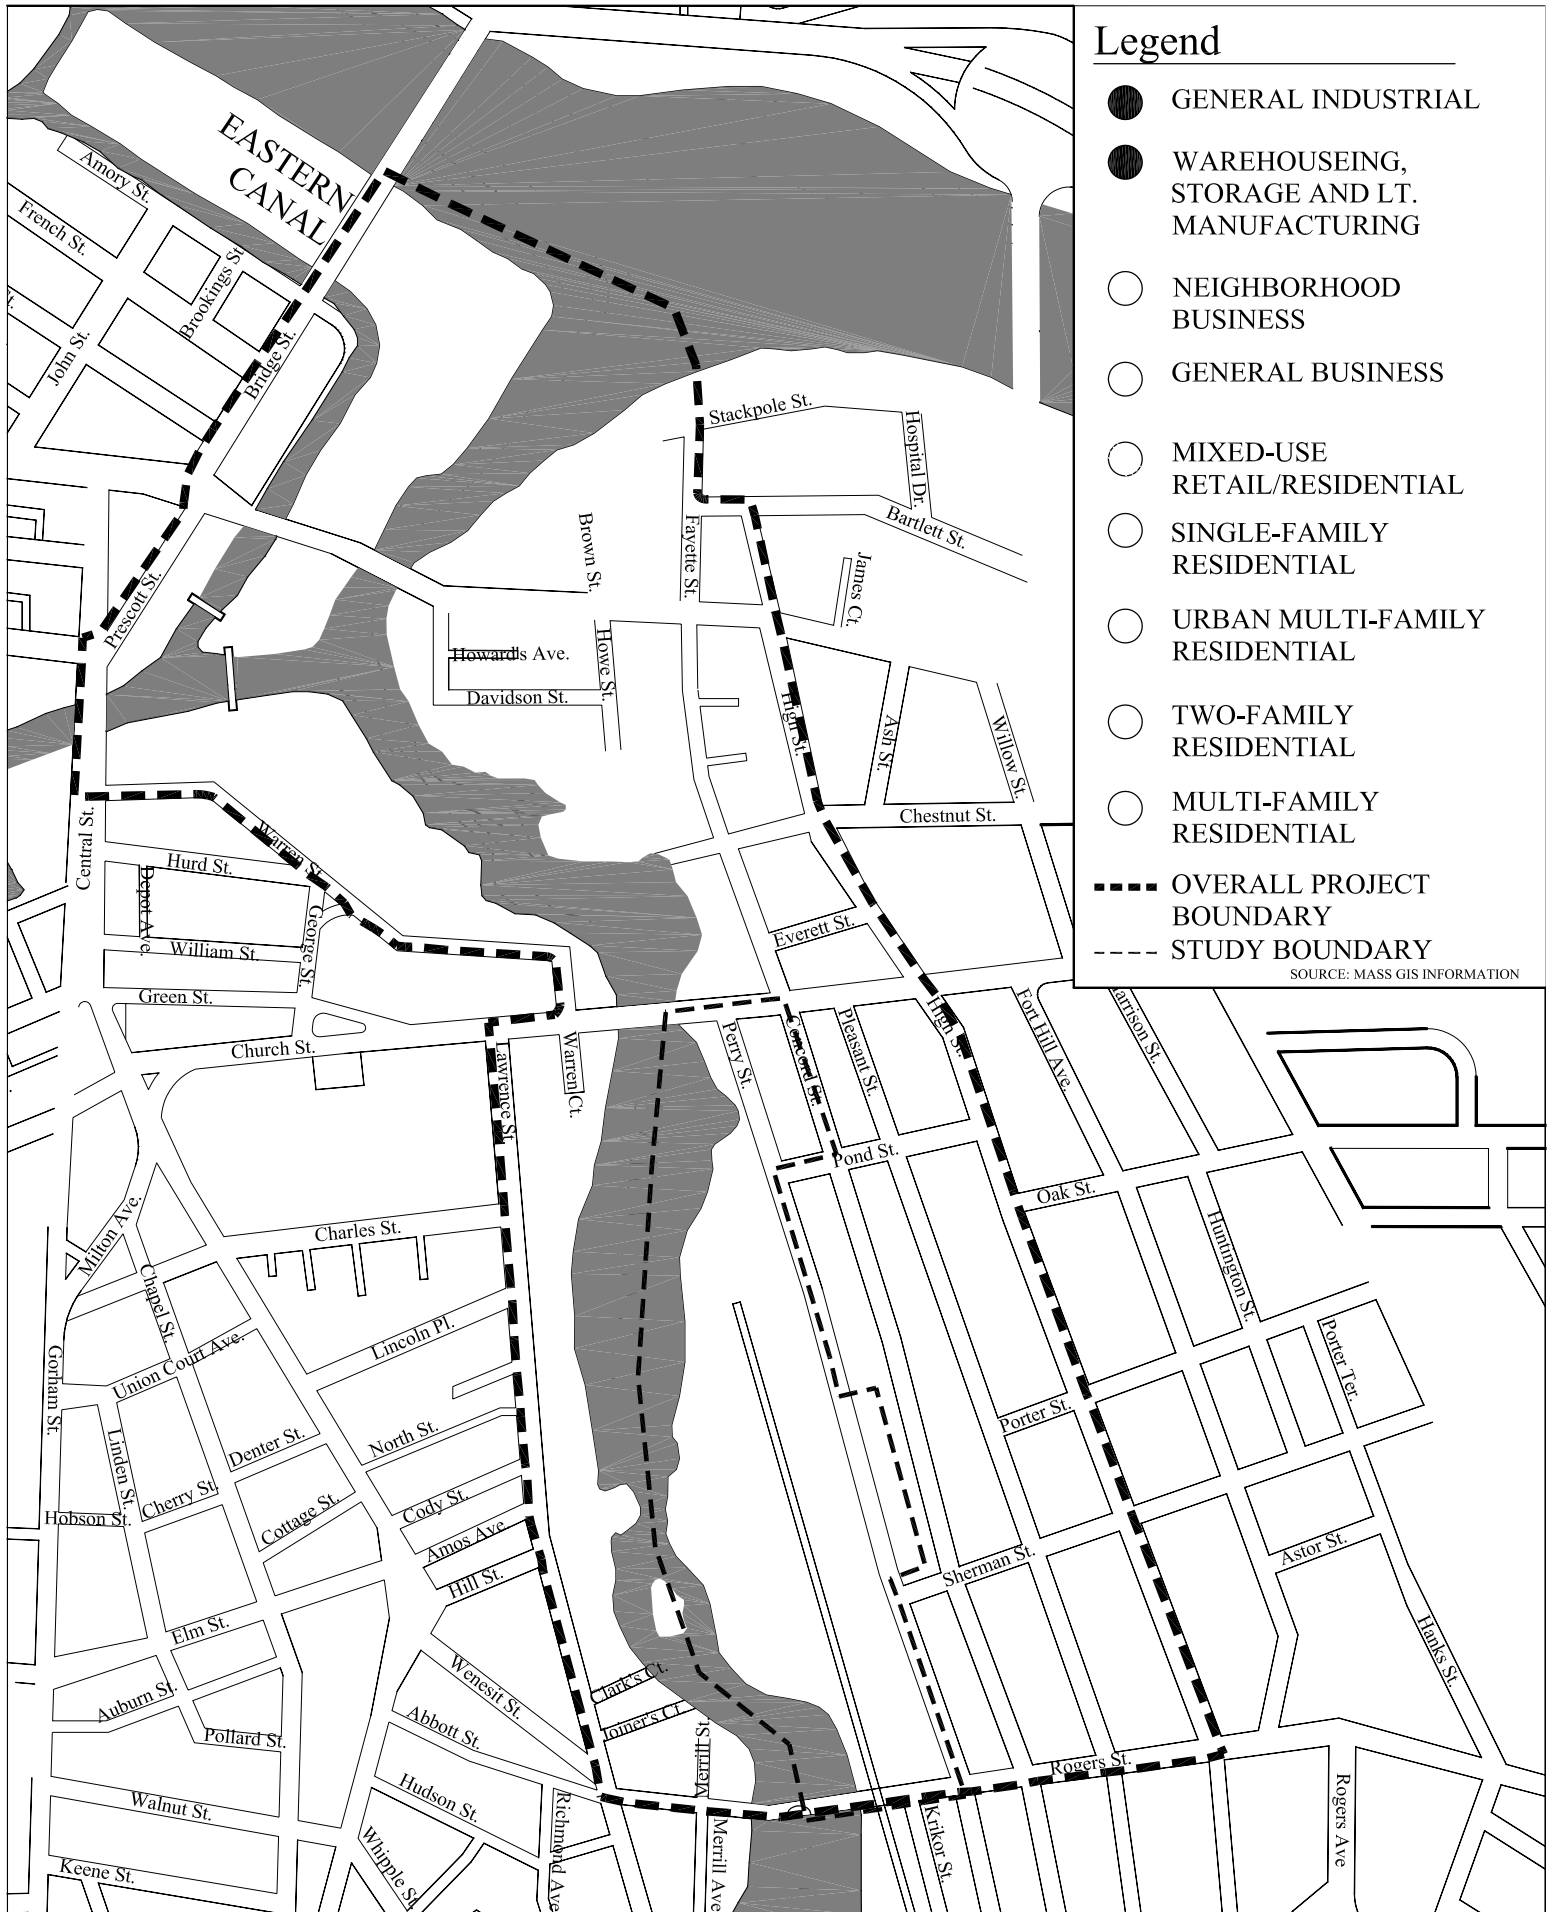 Legend
GENERAL INDUSTRIAL
WAREHOUSEING,
STORAGE AND LT.
MANUFACTURING
NEIGHBORHOOD
BUSINESS
GENERAL BUSINESS
MIXED-USE
RETAIL/RESIDENTIAL
SINGLE-FAMILY
RESIDENTIAL
URBAN MULTI-FAMILY
RESIDENTIAL
TWO-FAMILY
RESIDENTIAL
MULTI-FAMILY
RESIDENTIAL
OVERALL PROJECT
BOUNDARY
STUDY BOUNDARY
SOURCE: MASS GIS INFORMATION
EASTERN
CANAL
Amory St.
French St.
Brookings St.
John St.
Bridge St.
Stackpole St.
Hospital Dr.
Bartlett St.
Brown St.
Fayette St.
James Ct.
Prescott St.
Howard's Ave.
Howe St.
Davidson St.
High St.
Ash St.
Willow St.
Chestnut St.
Central St.
Warren St.
Hurd St.
Depot Ave.
George St.
William St.
Everett St.
Green St.
Church St.
Lawrence St.
Warren Ct.
Perry St.
Concord St.
Pleasant St.
High St.
Fort Hill Ave.
arrison St.
Pond St.
Oak St.
Milton Ave.
Charles St.
Huntington St.
Chapel St.
Lincoln Pl.
Union Court Ave.
Gorham St.
Porter Ter.
Porter St.
Linden St.
Denter St.
North St.
Cherry St.
Hobson St.
Cottage St.
Cody St.
Amos Ave.
Hill St.
Sherman St.
Astor St.
Elm St.
Hanks St.
Wenesit St.
Clark's Ct.
Joiner's Ct.
Auburn St.
Abbott St.
Pollard St.
Merrill St.
Rogers St.
Walnut St.
Hudson St.
Richmond Ave
Whipple St.
Keene St.
Merrill Ave
Krikor St.
Rogers Ave